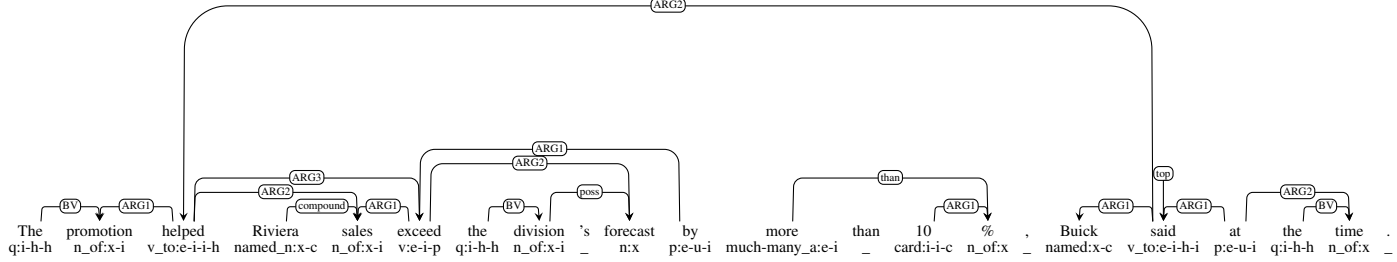 ARG2
ARG1
ARG2
ARG3 than top
ARG2 poss ARG2
BV ARG1 compound ARG1 BV ARG1 ARG1 ARG1 BV
The promotion helped Riviera sales exceed the division 's forecast by more than 10 % , Buick said at the time .
q:i-h-h n_of:x-i v_to:e-i-i-h named_n:x-c n_of:x-i v:e-i-p q:i-h-h n_of:x-i _ n:x p:e-u-i much-many_a:e-i _ card:i-i-c n_of:x _ named:x-c v_to:e-i-h-i p:e-u-i q:i-h-h n_of:x _